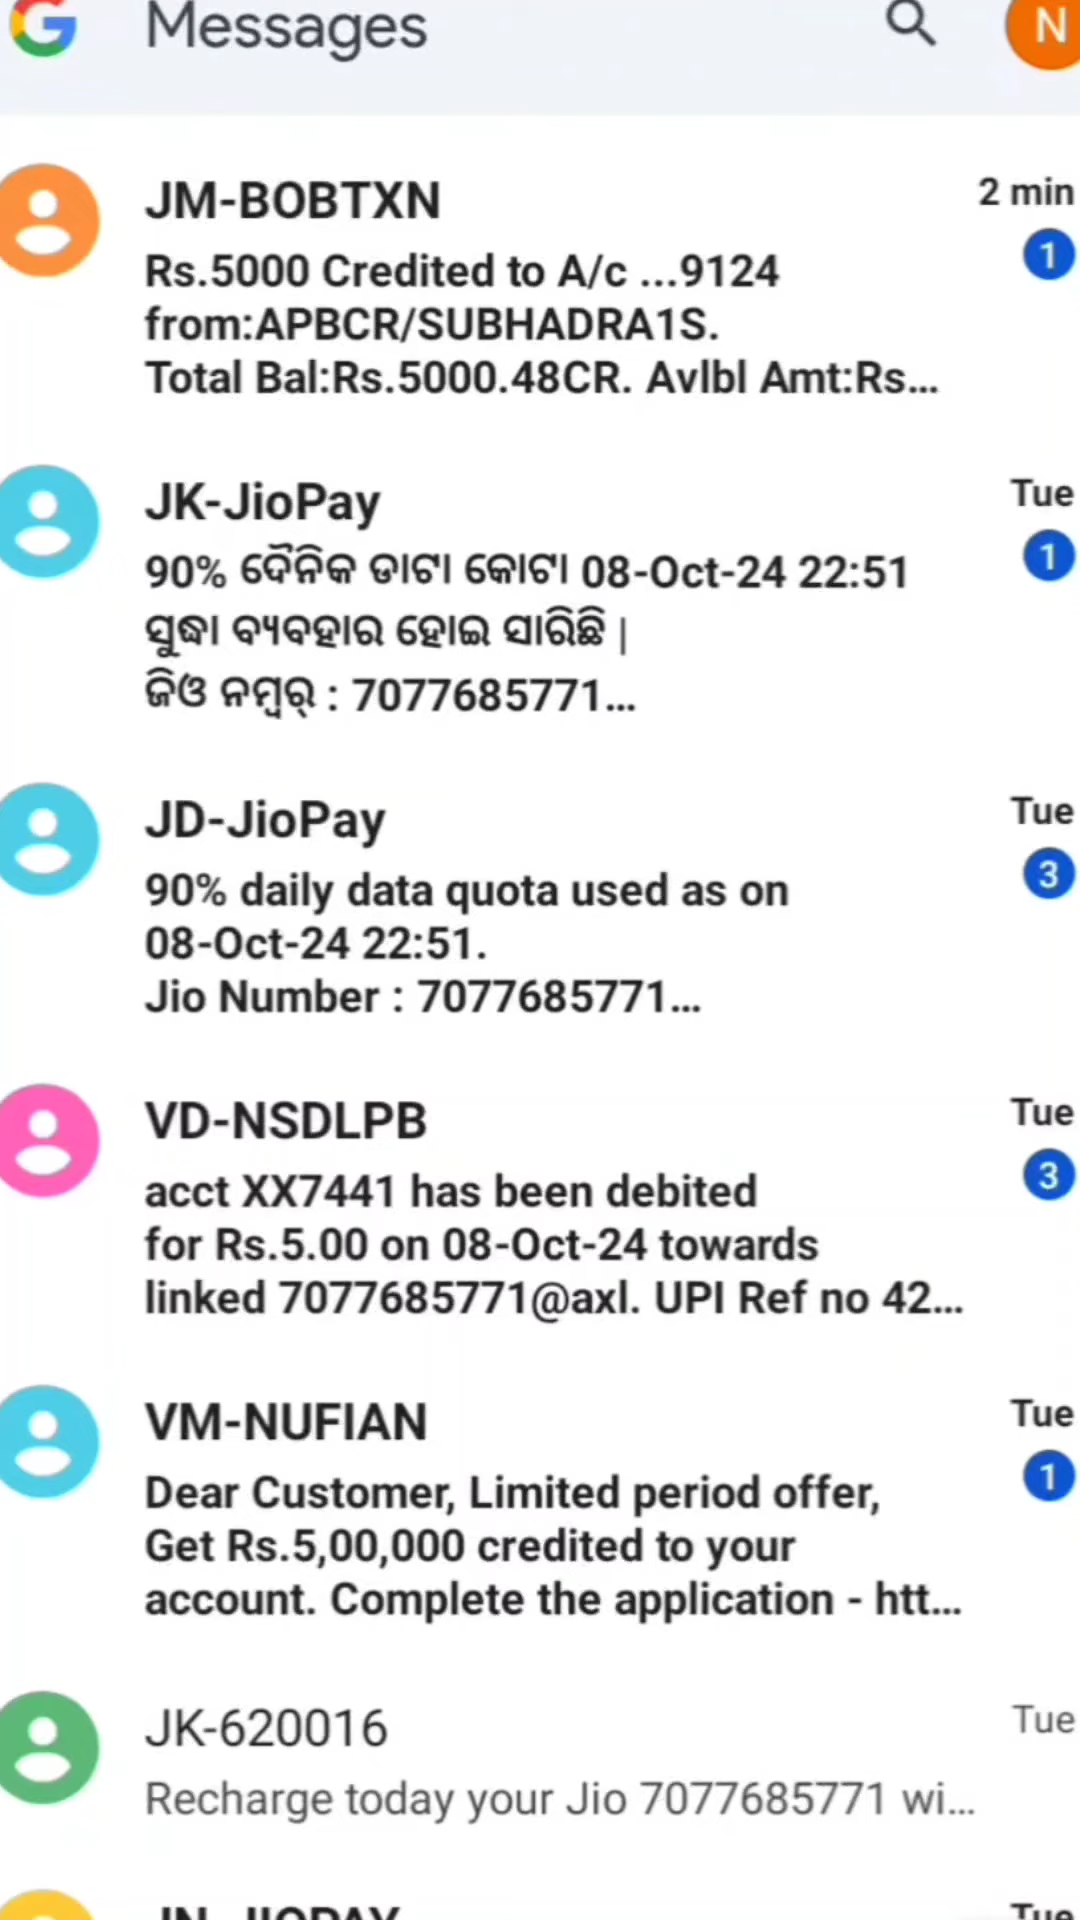 Messages
N
JM-BOBTXN
2 min
Rs.5000 Credited to A/c ...9124
1
from:APBCR/SUBHADRA1S.
Total Bal:Rs.5000.48CR. Avlbl Amt:Rs...
JK-JioPay
Tue
90% ଦୈନିକ ଡାଟା କୋଟା 08-Oct-24 22:51
1
ସୁଦ୍ଧା ବ୍ୟବହାର ହୋଇ ସାରିଛି |
ଜିଓ ନମ୍ବର୍ : 7077685771...
JD-JioPay
Tue
90% daily data quota used as on
3
08-Oct-24 22:51.
Jio Number : 7077685771...
VD-NSDLPB
Tue
acct XX7441 has been debited
3
for Rs.5.00 on 08-Oct-24 towards
linked 7077685771@axl. UPI Ref no 42...
VM-NUFIAN
Tue
Dear Customer, Limited period offer,
1
Get Rs.5,00,000 credited to your
account. Complete the application - htt...
JK-620016
Tue
Recharge today your Jio 7077685771 wi...
JN-JIOPAY
Tue